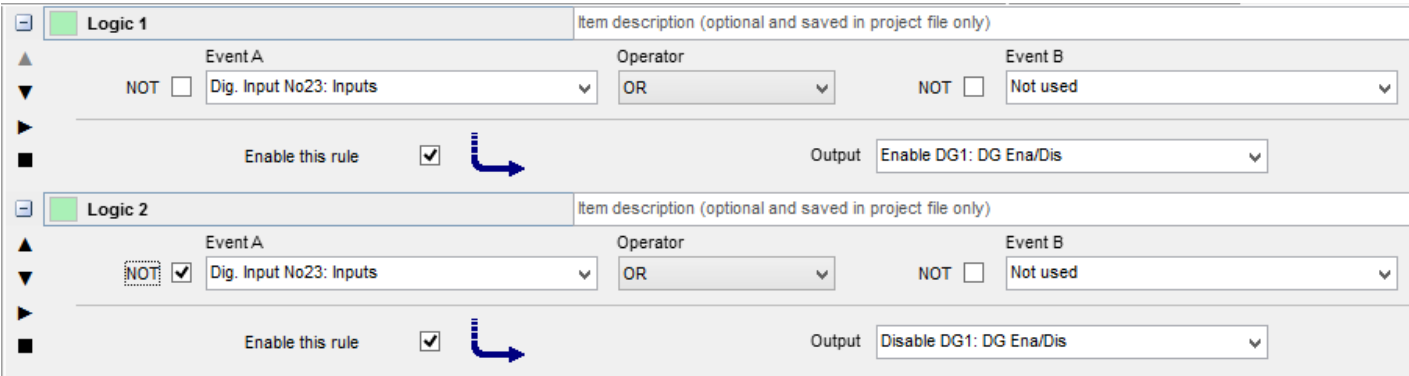 Logic 1 Item description (optional and saved in project file only)
Event A Operator Event B
NOT Dig. Input No23: Inputs OR NOT Not used
Enable this rule Output Enable DG1: DG Ena/Dis
Logic 2 Item description (optional and saved in project file only)
Event A Operator Event B
NOT Dig. Input No23: Inputs OR NOT Not used
Enable this rule Output Disable DG1: DG Ena/Dis